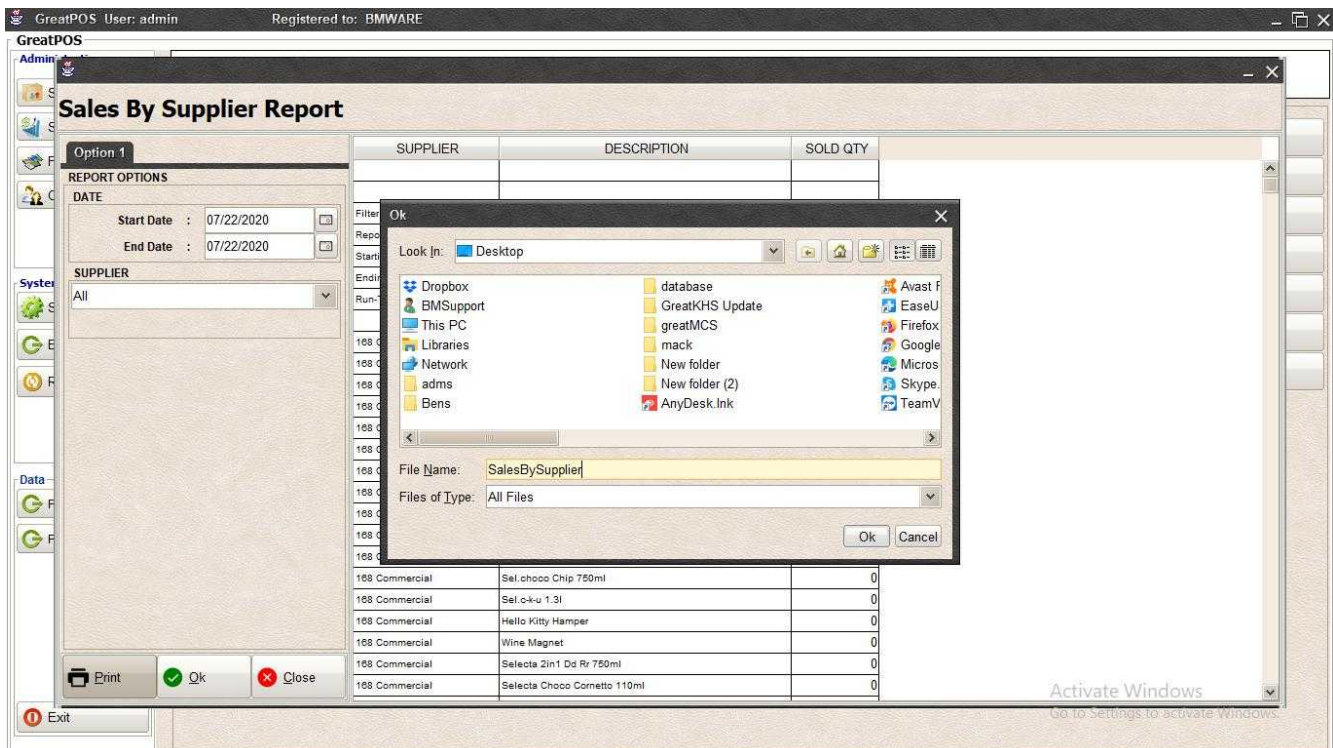 GreatPOS User: admin Registered to: BMWARE
GreatPOS
Sales By Supplier Report
Option 1
REPORT OPTIONS
DATE
Start Date : 07/22/2020
End Date : 07/22/2020
SUPPLIER
All
SUPPLIER DESCRIPTION SOLD QTY
Ok
Look In: Desktop
Dropbox database
BMSupport GreatKHS Update
This PC greatMCS
Libraries mack Google
Network New folder
adms New folder (2)
Bens AnyDesk.lnk
File Name: SalesBySupplier
Files of Type: All Files
Ok Cancel
168 Commercial Sel.choco Chip 750ml 0
168 Commercial Sel.c-k-u 1.3l 0
168 Commercial Hello Kitty Hamper 0
168 Commercial Wine Magnet 0
168 Commercial Selecta 2in1 Dd Rr 750ml 0
168 Commercial Selecta Choco Cornetto 110ml 0
Print Ok Close
Data
Exit
Activate Windows
Go to Settings to activate Windows.